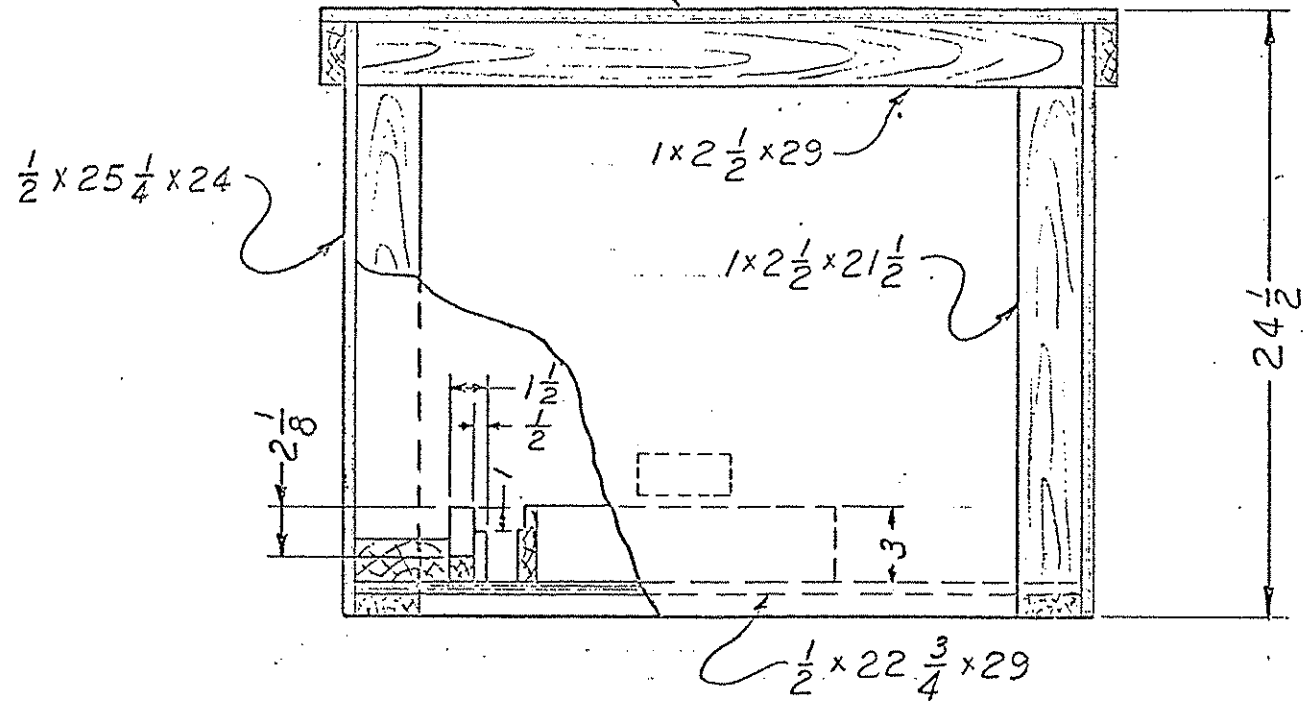 1 × 2 1/2 × 29
1/2 × 25 1/4 × 24
1 × 2 1/2 × 21 1/2
24 1/2
1 1/2
1/2
2 1/8
1
3
1/2 × 22 3/4 × 29